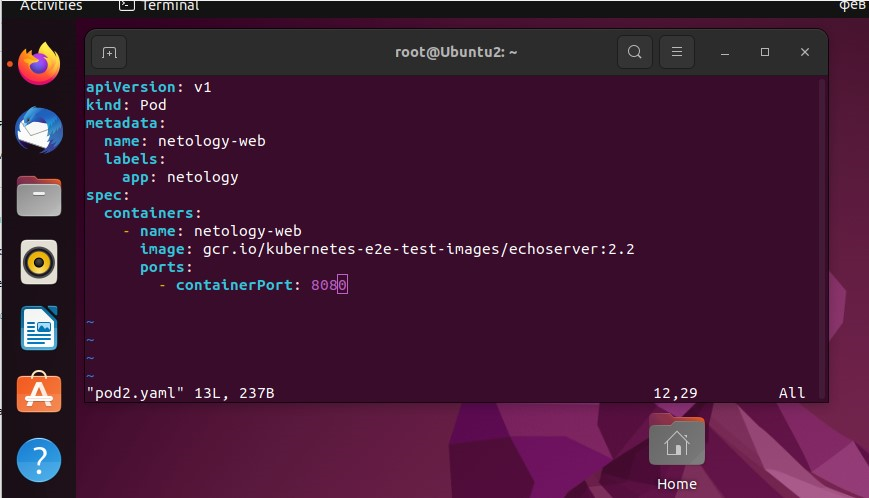 Activities
Terminal
фев
root@Ubuntu2: ~
apiVersion: v1
kind: Pod
metadata:
  name: netology-web
  labels:
    app: netology
spec:
  containers:
    - name: netology-web
      image: gcr.io/kubernetes-e2e-test-images/echoserver:2.2
      ports:
        - containerPort: 8080
~
~
~
~
"pod2.yaml" 13L, 237B
12,29
All
Home